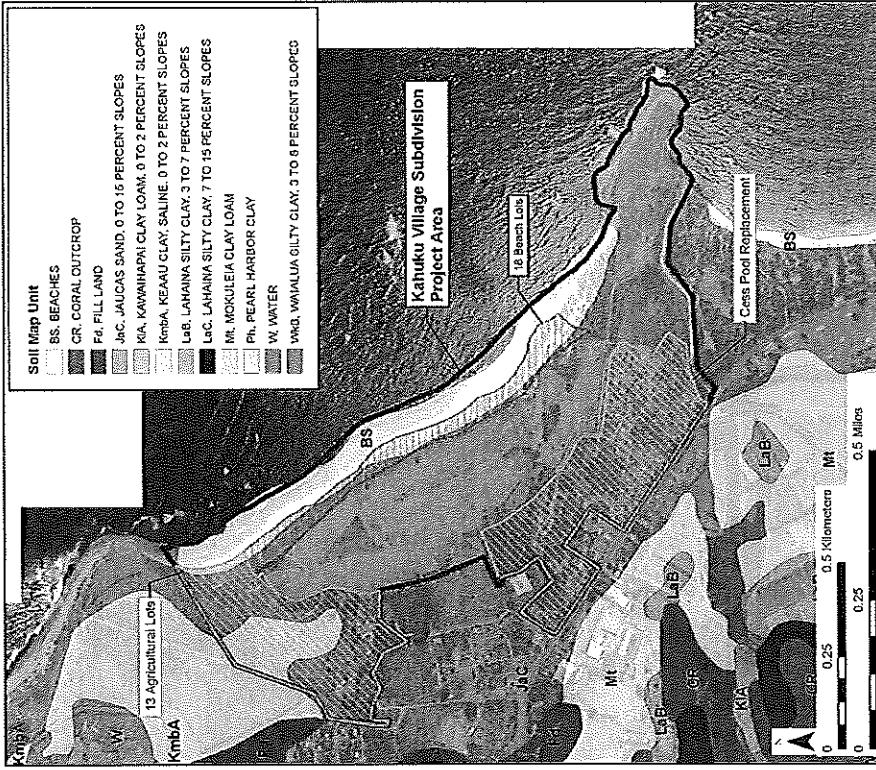 Soil Map Unit
BS, BEACHES
CR, CORAL OUTCROP
Fd, FILL LAND
JaC, JAUCAS SAND, 0 TO 15 PERCENT SLOPES
KlA, KAWAIHAPAI CLAY LOAM, 0 TO 2 PERCENT SLOPES
KmbA, KEAAU CLAY, SALINE, 0 TO 2 PERCENT SLOPES
LaB, LAHAINA SILTY CLAY, 3 TO 7 PERCENT SLOPES
LaC, LAHAINA SILTY CLAY, 7 TO 15 PERCENT SLOPES
Mt, MOKULEIA CLAY LOAM
Ph, PEARL HARBOR CLAY
W, WATER
WkB, WAIALUA SILTY CLAY, 3 TO 8 PERCENT SLOPES
Kahuku Village Subdivision
Project Area
18 Beach Lots
Cess Pool Replacement
13 Agricultural Lots
BS
BS
W
KmbA
JaC
Mt
LaB
LaB
LaB
Mt
CR
KlA
N
0 0.25 0.5 Kilometers
0 0.25 0.5 Miles